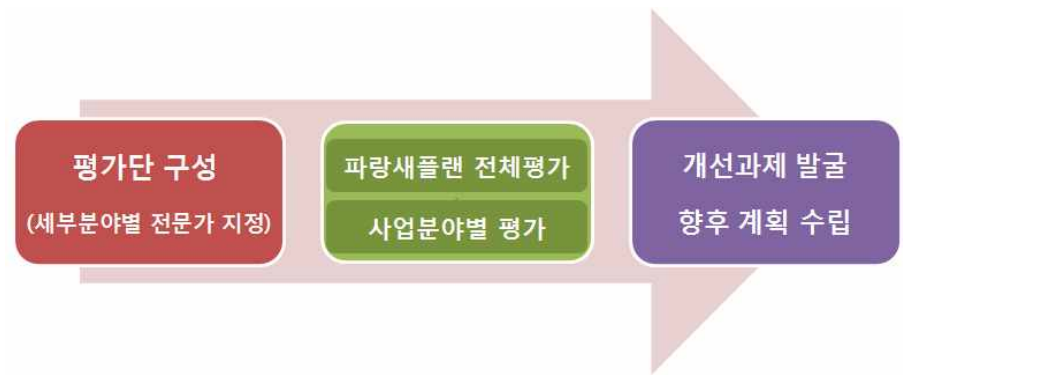 평가단 구성
(세부분야별 전문가 지정)
파랑새플랜 전체평가
사업분야별 평가
개선과제 발굴
향후 계획 수립